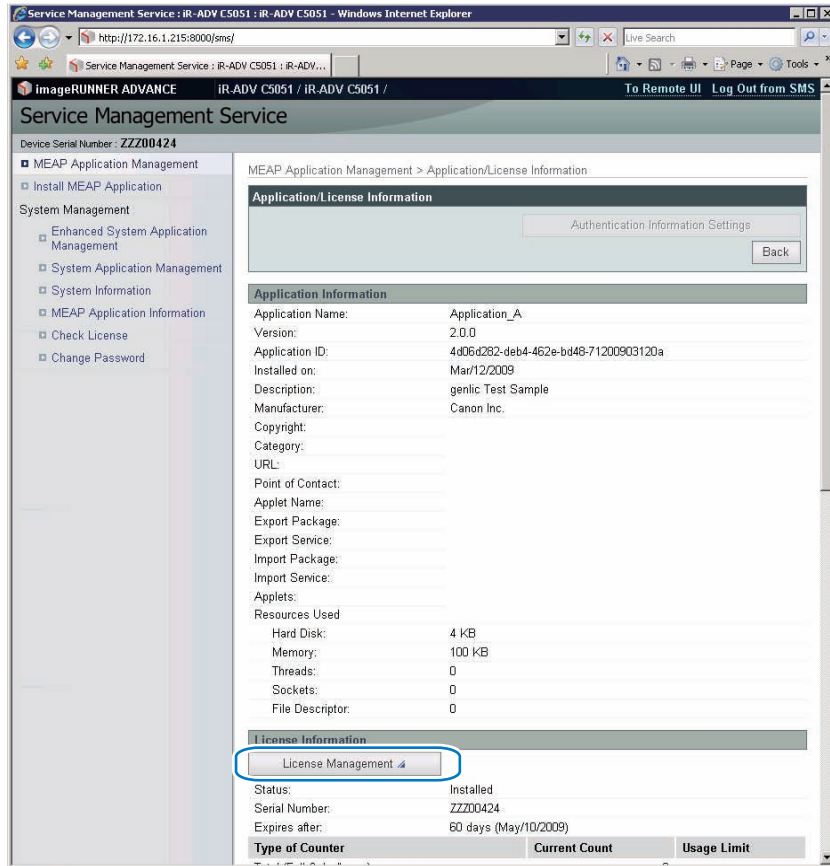 Service Management Service : iR-ADV C5051 : iR-ADV C5051 - Windows Internet Explorer
http://172.16.1.215:8000/sms/
Live Search
Service Management Service : iR-ADV C5051 : iR-ADV...
Page
Tools
imageRUNNER ADVANCE iR-ADV C5051 / iR-ADV C5051 /
To Remote UI Log Out from SMS
Service Management Service
Device Serial Number : ZZZ00424
MEAP Application Management
Install MEAP Application
System Management
Enhanced System Application
Management
System Application Management
System Information
MEAP Application Information
Check License
Change Password
MEAP Application Management > Application/License Information
Application/License Information
Authentication Information Settings
Back
Application Information
Application Name: Application_A
Version: 2.0.0
Application ID: 4d06d282-deb4-462e-bd48-71200903120a
Installed on: Mar/12/2009
Description: genlic Test Sample
Manufacturer: Canon Inc.
Copyright:
Category:
URL:
Point of Contact:
Applet Name:
Export Package:
Export Service:
Import Package:
Import Service:
Applets:
Resources Used
Hard Disk: 4 KB
Memory: 100 KB
Threads: 0
Sockets: 0
File Descriptor: 0
License Information
License Management
Status: Installed
Serial Number: ZZZ00424
Expires after: 60 days (May/10/2009)
Type of Counter Current Count Usage Limit